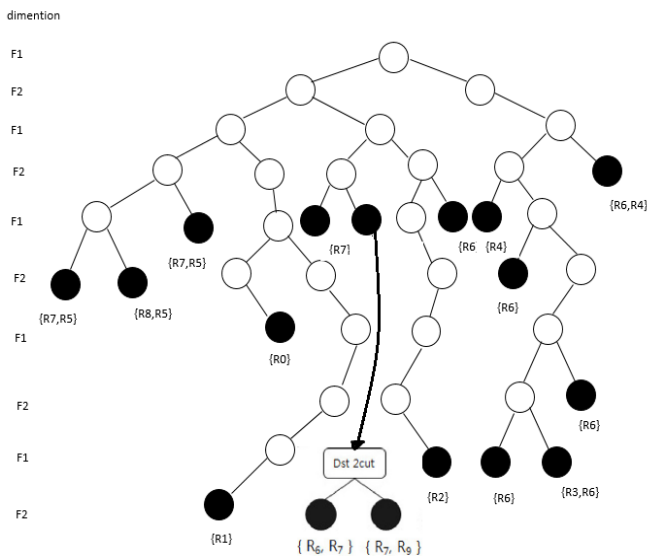 dimention
F1
F2
F1
F2
{R6,R4}
F1
{R7}
{R6
{R4}
{R7,R5}
F2
{R6}
{R7,R5}
{R8,R5}
F1
{R0}
F2
{R6}
F1
Dst 2cut
{R2}
{R6}
{R3,R6}
F2
{R1}
{ R6, R7 }
{ R7, R9 }